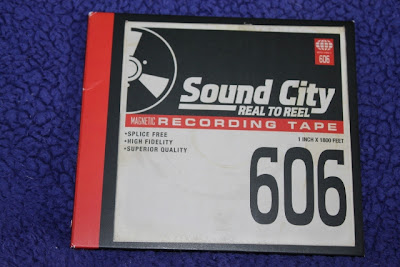 606
Sound City
REAL TO REEL
MAGNETIC RECORDING TAPE
•SPLICE FREE
•HIGH FIDELITY
•SUPERIOR QUALITY
1 INCH X 1800 FEET
606